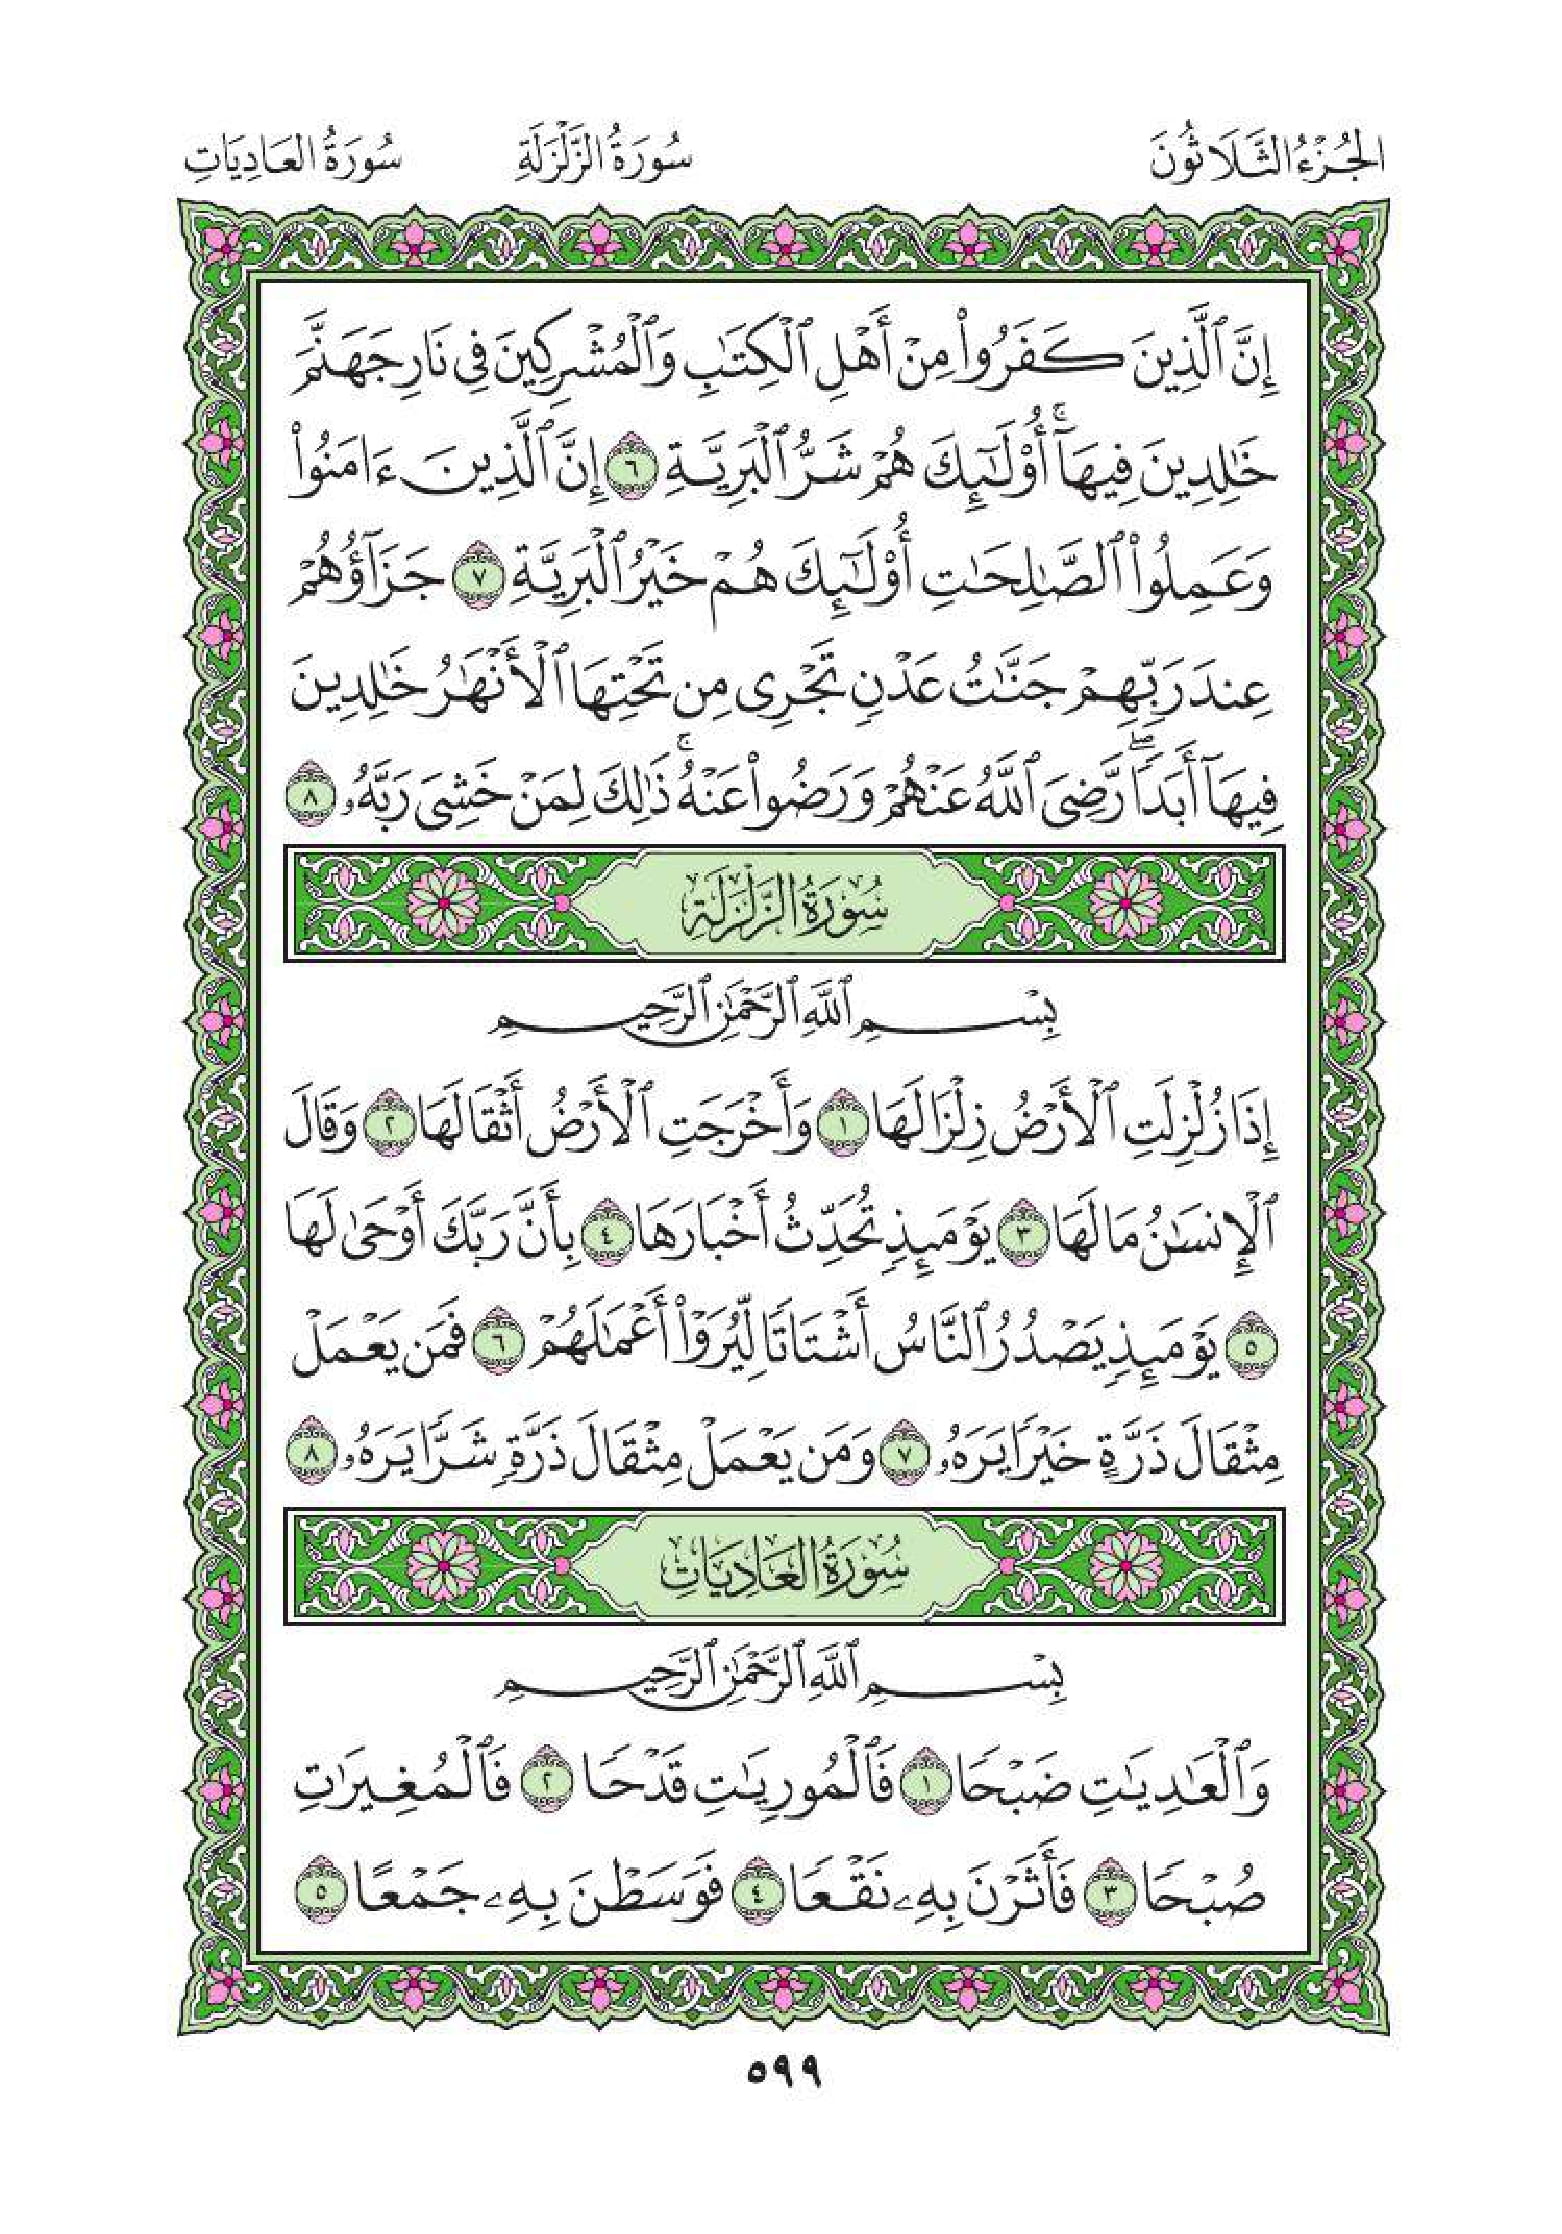 الجُزْءُ الثَّلَاثُونَ سُورَةُ الزَّلْزَلَةِ سُورَةُ العَادِيَاتِ
إِنَّ ٱلَّذِينَ كَفَرُوا۟ مِنْ أَهْلِ ٱلْكِتَٰبِ وَٱلْمُشْرِكِينَ فِى نَارِ جَهَنَّمَ
خَٰلِدِينَ فِيهَآ ۚ أُو۟لَٰٓئِكَ هُمْ شَرُّ ٱلْبَرِيَّةِ ٦ إِنَّ ٱلَّذِينَ ءَامَنُوا۟
وَعَمِلُوا۟ ٱلصَّٰلِحَٰتِ أُو۟لَٰٓئِكَ هُمْ خَيْرُ ٱلْبَرِيَّةِ ٧ جَزَآؤُهُمْ
عِندَ رَبِّهِمْ جَنَّٰتُ عَدْنٍ تَجْرِى مِن تَحْتِهَا ٱلْأَنْهَٰرُ خَٰلِدِينَ
فِيهَآ أَبَدًا ۖ رَّضِىَ ٱللَّهُ عَنْهُمْ وَرَضُوا۟ عَنْهُ ۚ ذَٰلِكَ لِمَنْ خَشِىَ رَبَّهُۥ ٨
سُورَةُ الزَّلْزَلَةِ
بِسْمِ ٱللَّهِ ٱلرَّحْمَٰنِ ٱلرَّحِيمِ
إِذَا زُلْزِلَتِ ٱلْأَرْضُ زِلْزَالَهَا ١ وَأَخْرَجَتِ ٱلْأَرْضُ أَثْقَالَهَا ٢ وَقَالَ
ٱلْإِنسَٰنُ مَا لَهَا ٣ يَوْمَئِذٍ تُحَدِّثُ أَخْبَارَهَا ٤ بِأَنَّ رَبَّكَ أَوْحَىٰ لَهَا
٥ يَوْمَئِذٍ يَصْدُرُ ٱلنَّاسُ أَشْتَاتًا لِّيُرَوْا۟ أَعْمَٰلَهُمْ ٦ فَمَن يَعْمَلْ
مِثْقَالَ ذَرَّةٍ خَيْرًا يَرَهُۥ ٧ وَمَن يَعْمَلْ مِثْقَالَ ذَرَّةٍ شَرًّا يَرَهُۥ ٨
سُورَةُ العَادِيَاتِ
بِسْمِ ٱللَّهِ ٱلرَّحْمَٰنِ ٱلرَّحِيمِ
وَٱلْعَٰدِيَٰتِ ضَبْحًا ١ فَٱلْمُورِيَٰتِ قَدْحًا ٢ فَٱلْمُغِيرَٰتِ
صُبْحًا ٣ فَأَثَرْنَ بِهِۦ نَقْعًا ٤ فَوَسَطْنَ بِهِۦ جَمْعًا ٥
٥٩٩